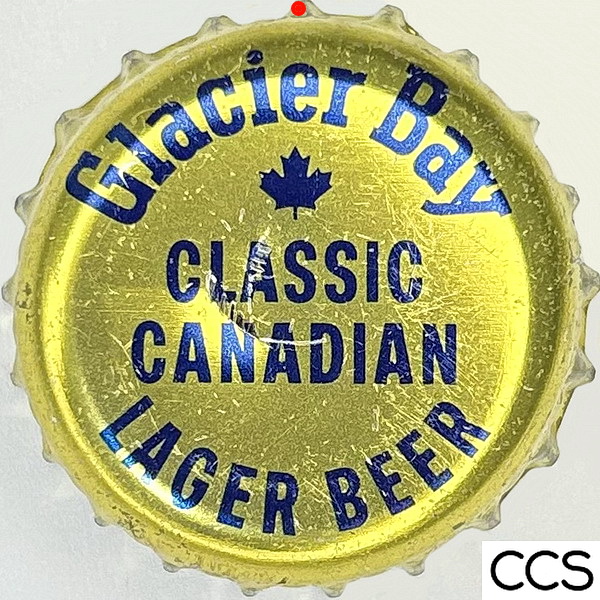 Glacier Bay
CLASSIC
CANADIAN
LAGER BEER
CCS